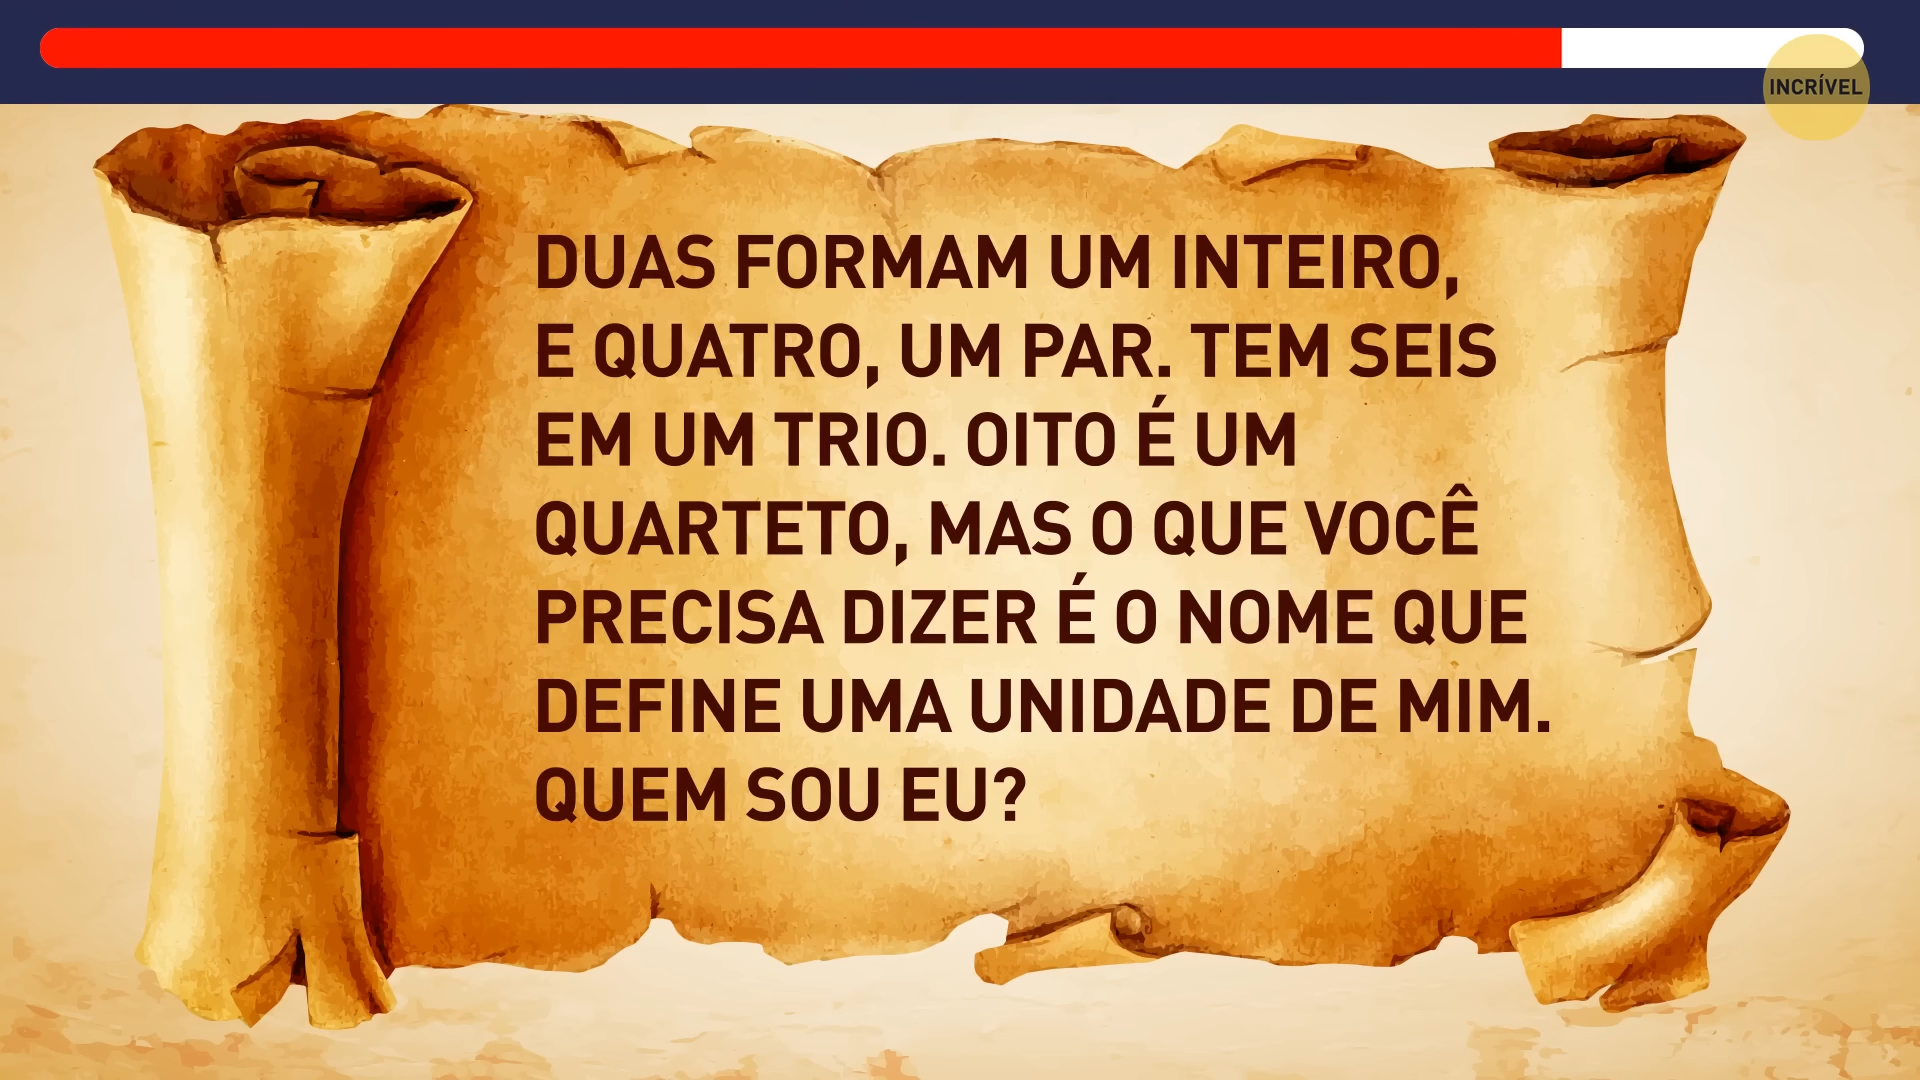 INCRÍVEL
DUAS FORMAM UM INTEIRO,
E QUATRO, UM PAR. TEM SEIS
EM UM TRIO. OITO É UM
QUARTETO, MAS O QUE VOCÊ
PRECISA DIZER É O NOME QUE
DEFINE UMA UNIDADE DE MIM.
QUEM SOU EU?